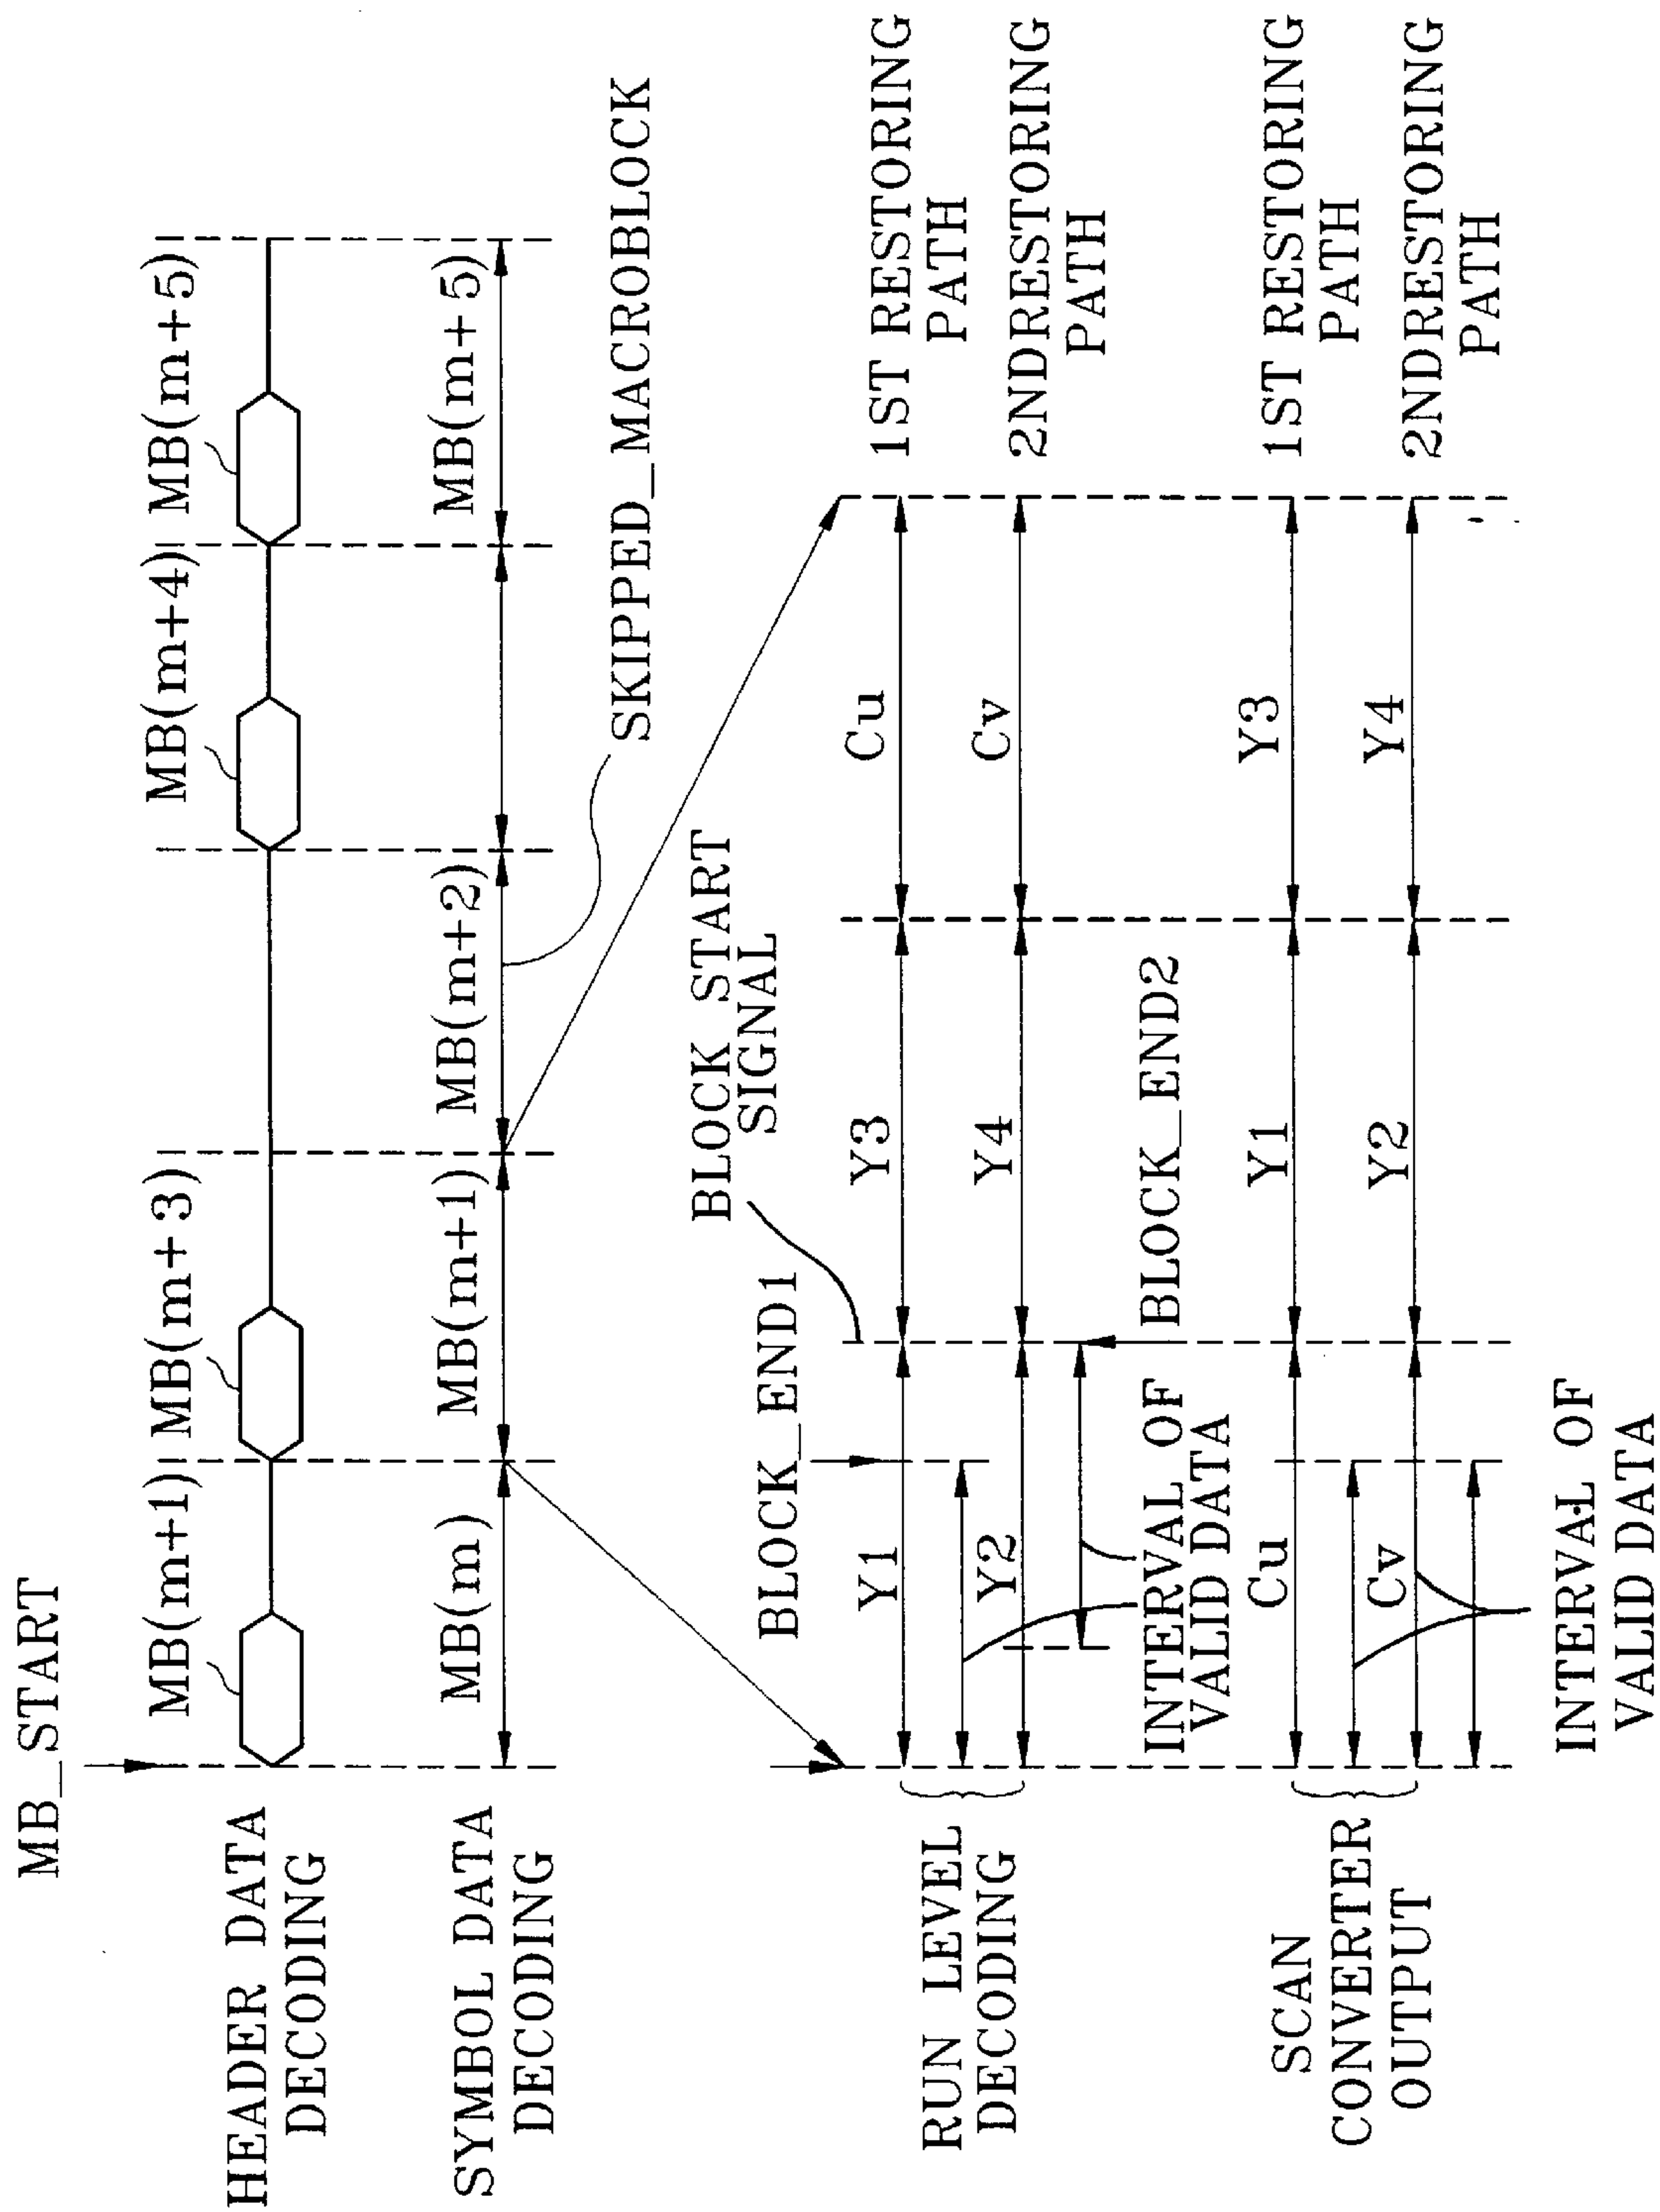 MB_START
MB(m+1)
MB(m+3)
MB(m+4)
MB(m+5)
HEADER DATA
DECODING
MB(m)
MB(m+1)
MB(m+2)
MB(m+5)
SYMBOL DATA
DECODING
SKIPPED_MACROBLOCK
BLOCK START
SIGNAL
BLOCK_END1
Y1
Y3
Cu
1ST RESTORING
PATH
RUN LEVEL
DECODING
Y2
Y4
Cv
2NDRESTORING
PATH
BLOCK_END2
INTERVAL OF
VALID DATA
Cu
Y1
Y3
1ST RESTORING
PATH
SCAN
CONVERTER
OUTPUT
Cv
Y2
Y4
2NDRESTORING
PATH
INTERVAL OF
VALID DATA